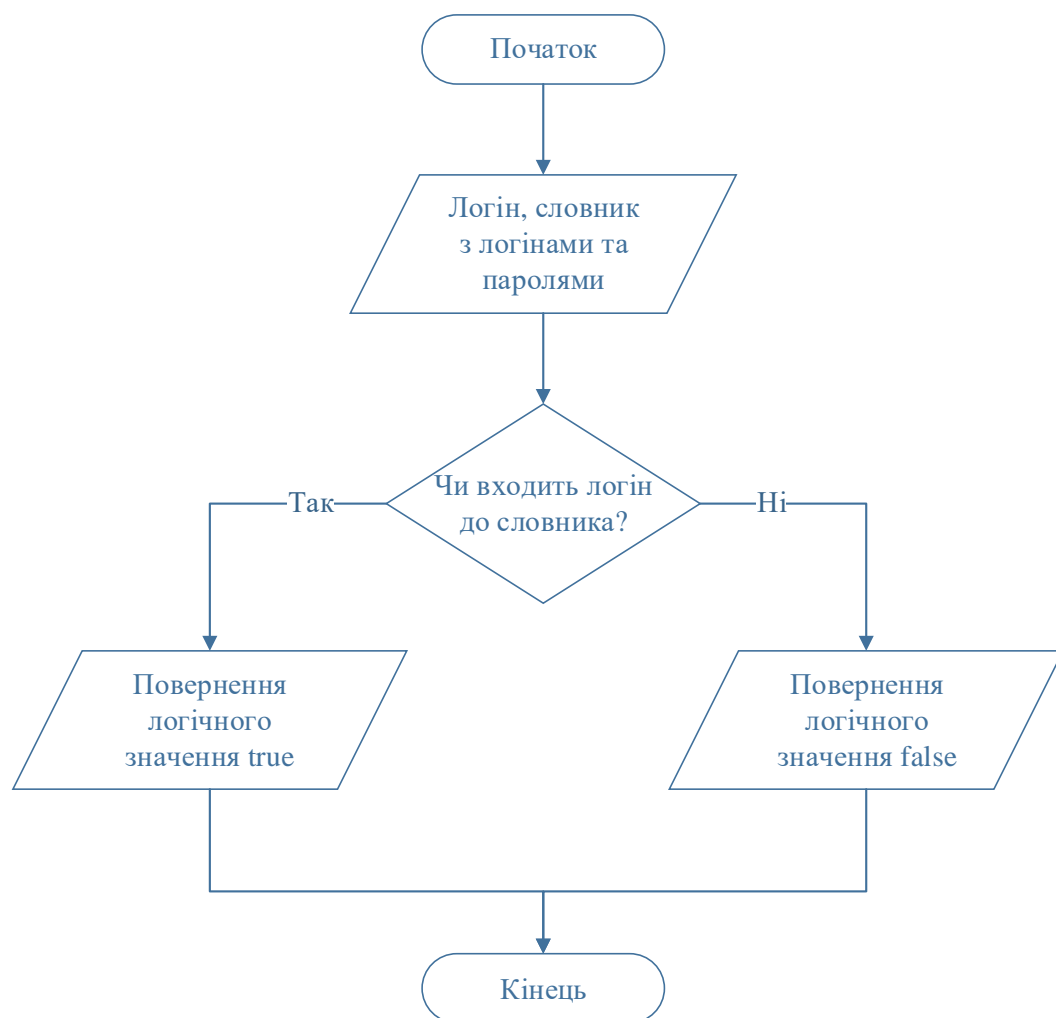 Початок
Логін, словник
з логінами та
паролями
Чи входить логін
до словника?
Так
Ні
Повернення
логічного
значення true
Повернення
логічного
значення false
Кінець